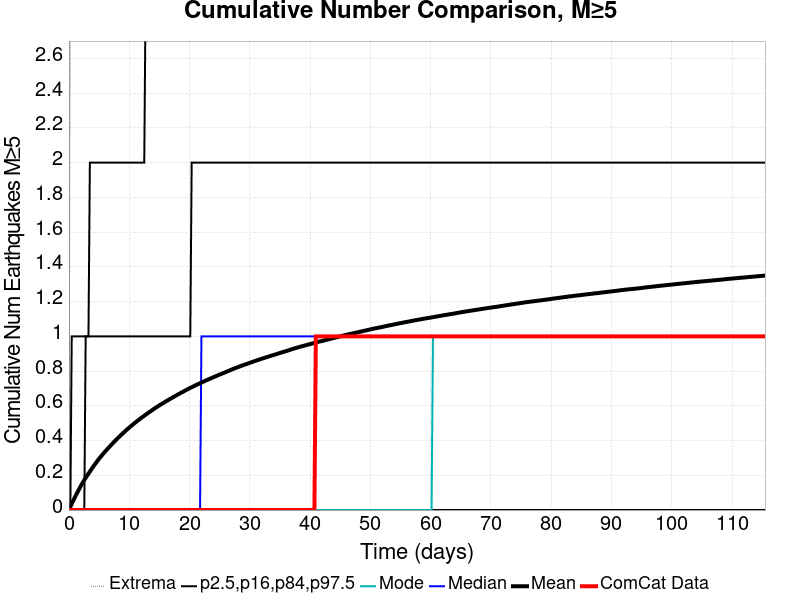 Cumulative Number Comparison, M≥5
Cumulative Num Earthquakes M≥5
2.6
2.4
2.2
2
1.8
1.6
1.4
1.2
1
0.8
0.6
0.4
0.2
0
0 10 20 30 40 50 60 70 80 90 100 110
Time (days)
Extrema p2.5,p16,p84,p97.5 Mode Median Mean ComCat Data